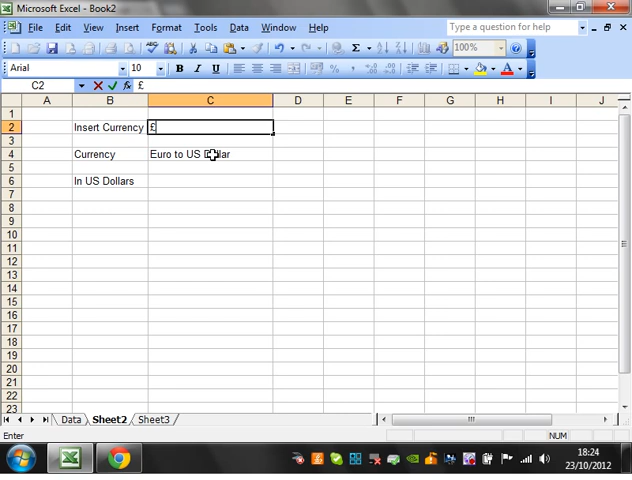 Microsoft Excel - Book2
File Edit View Insert Format Tools Data Window Help Type a question for help
Σ 100%
Arial 10 B I U A
C2 fx £
A B C D E F G H I J
1
2 Insert Currency £
3
4 Currency Euro to US Dollar
5
6 In US Dollars
7
8
9
10
11
12
13
14
15
16
17
18
19
20
21
22
23
Data Sheet2 Sheet3
Enter NUM
18:24
23/10/2012